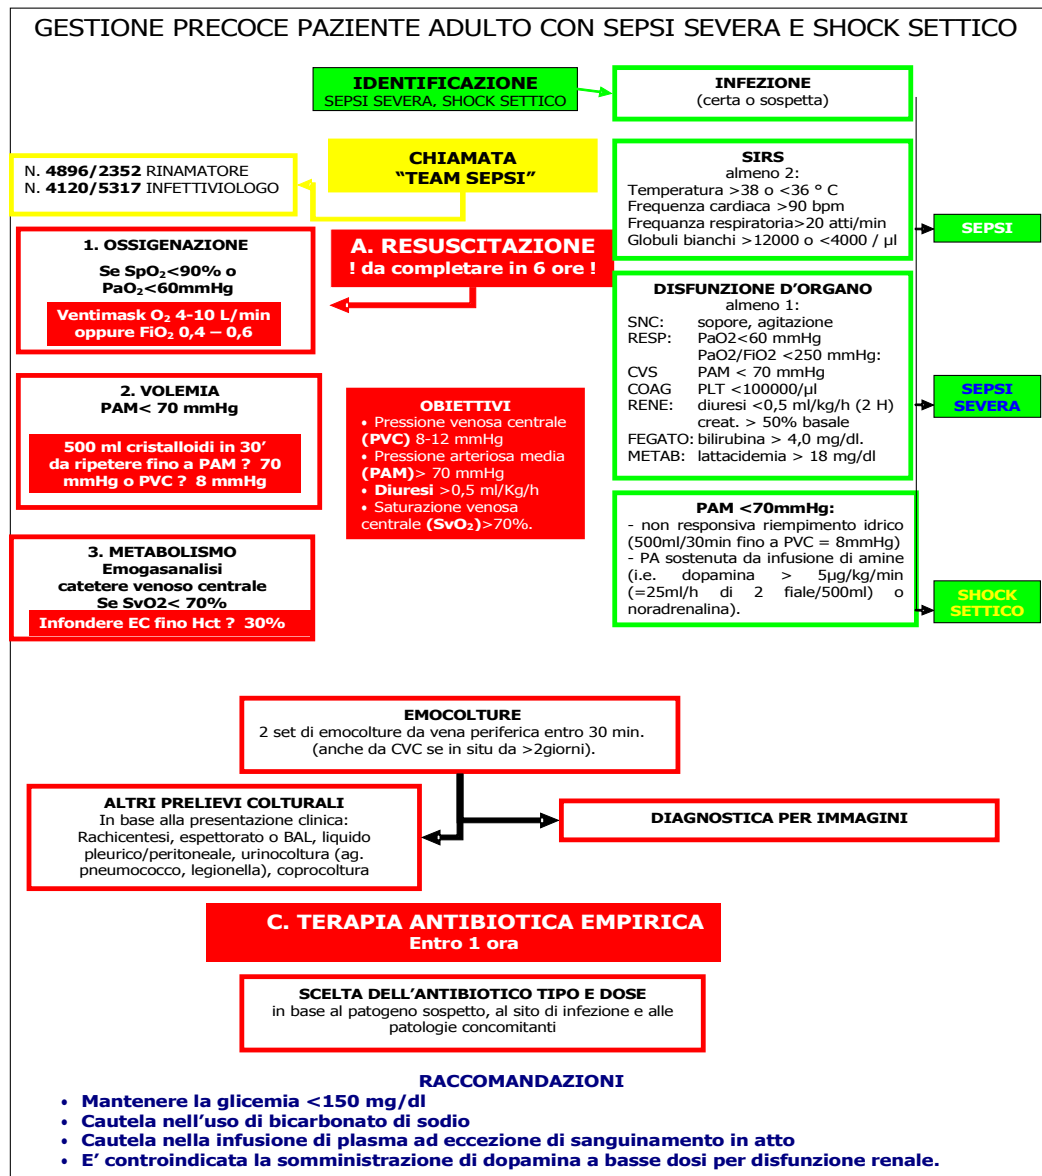 GESTIONE PRECOCE PAZIENTE ADULTO CON SEPSI SEVERA E SHOCK SETTICO
IDENTIFICAZIONE
SEPSI SEVERA, SHOCK SETTICO
INFEZIONE
(certa o sospetta)
CHIAMATA
“TEAM SEPSI”
N. 4896/2352 RINAMATORE
N. 4120/5317 INFETTIVIOLOGO
SIRS
almeno 2:
Temperatura >38 o <36 ° C
Frequenza cardiaca >90 bpm
Frequanza respiratoria>20 atti/min
Globuli bianchi >12000 o <4000 / µl
SEPSI
A. RESUSCITAZIONE
! da completare in 6 ore !
1. OSSIGENAZIONE
Se SpO2<90% o
PaO2<60mmHg
Ventimask O2 4-10 L/min
oppure FiO2 0,4 – 0,6
DISFUNZIONE D’ORGANO
almeno 1:
SNC: sopore, agitazione
RESP: PaO2<60 mmHg
PaO2/FiO2 <250 mmHg:
CVS PAM < 70 mmHg
COAG PLT <100000/µl
RENE: diuresi <0,5 ml/kg/h (2 H)
creat. > 50% basale
FEGATO: bilirubina > 4,0 mg/dl.
METAB: lattacidemia > 18 mg/dl
SEPSI
SEVERA
2. VOLEMIA
PAM< 70 mmHg
500 ml cristalloidi in 30’
da ripetere fino a PAM ? 70
mmHg o PVC ? 8 mmHg
OBIETTIVI
• Pressione venosa centrale
(PVC) 8-12 mmHg
• Pressione arteriosa media
(PAM)> 70 mmHg
• Diuresi >0,5 ml/Kg/h
• Saturazione venosa
centrale (SvO2)>70%.
PAM <70mmHg:
- non responsiva riempimento idrico
(500ml/30min fino a PVC = 8mmHg)
- PA sostenuta da infusione di amine
(i.e. dopamina > 5µg/kg/min
(=25ml/h di 2 fiale/500ml) o
noradrenalina).
SHOCK
SETTICO
3. METABOLISMO
Emogasanalisi
catetere venoso centrale
Se SvO2< 70%
Infondere EC fino Hct ? 30%
EMOCOLTURE
2 set di emocolture da vena periferica entro 30 min.
(anche da CVC se in situ da >2giorni).
ALTRI PRELIEVI COLTURALI
In base alla presentazione clinica:
Rachicentesi, espettorato o BAL, liquido
pleurico/peritoneale, urinocoltura (ag.
pneumococco, legionella), coprocoltura
DIAGNOSTICA PER IMMAGINI
C. TERAPIA ANTIBIOTICA EMPIRICA
Entro 1 ora
SCELTA DELL’ANTIBIOTICO TIPO E DOSE
in base al patogeno sospetto, al sito di infezione e alle
patologie concomitanti
RACCOMANDAZIONI
• Mantenere la glicemia <150 mg/dl
• Cautela nell’uso di bicarbonato di sodio
• Cautela nella infusione di plasma ad eccezione di sanguinamento in atto
• E’ controindicata la somministrazione di dopamina a basse dosi per disfunzione renale.